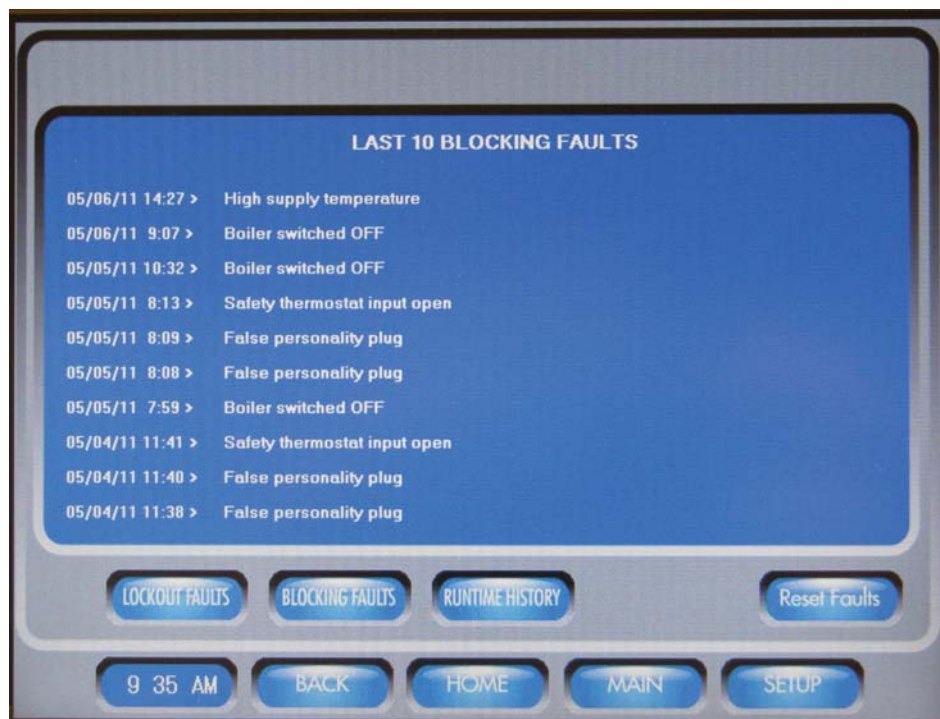 LAST 10 BLOCKING FAULTS
05/06/11 14:27 > High supply temperature
05/06/11 9:07 > Boiler switched OFF
05/05/11 10:32 > Boiler switched OFF
05/05/11 8:13 > Safety thermostat input open
05/05/11 8:09 > False personality plug
05/05/11 8:08 > False personality plug
05/05/11 7:59 > Boiler switched OFF
05/04/11 11:41 > Safety thermostat input open
05/04/11 11:40 > False personality plug
05/04/11 11:38 > False personality plug
LOCKOUT FAULTS BLOCKING FAULTS RUNTIME HISTORY Reset Faults
9 35 AM BACK HOME MAIN SETUP